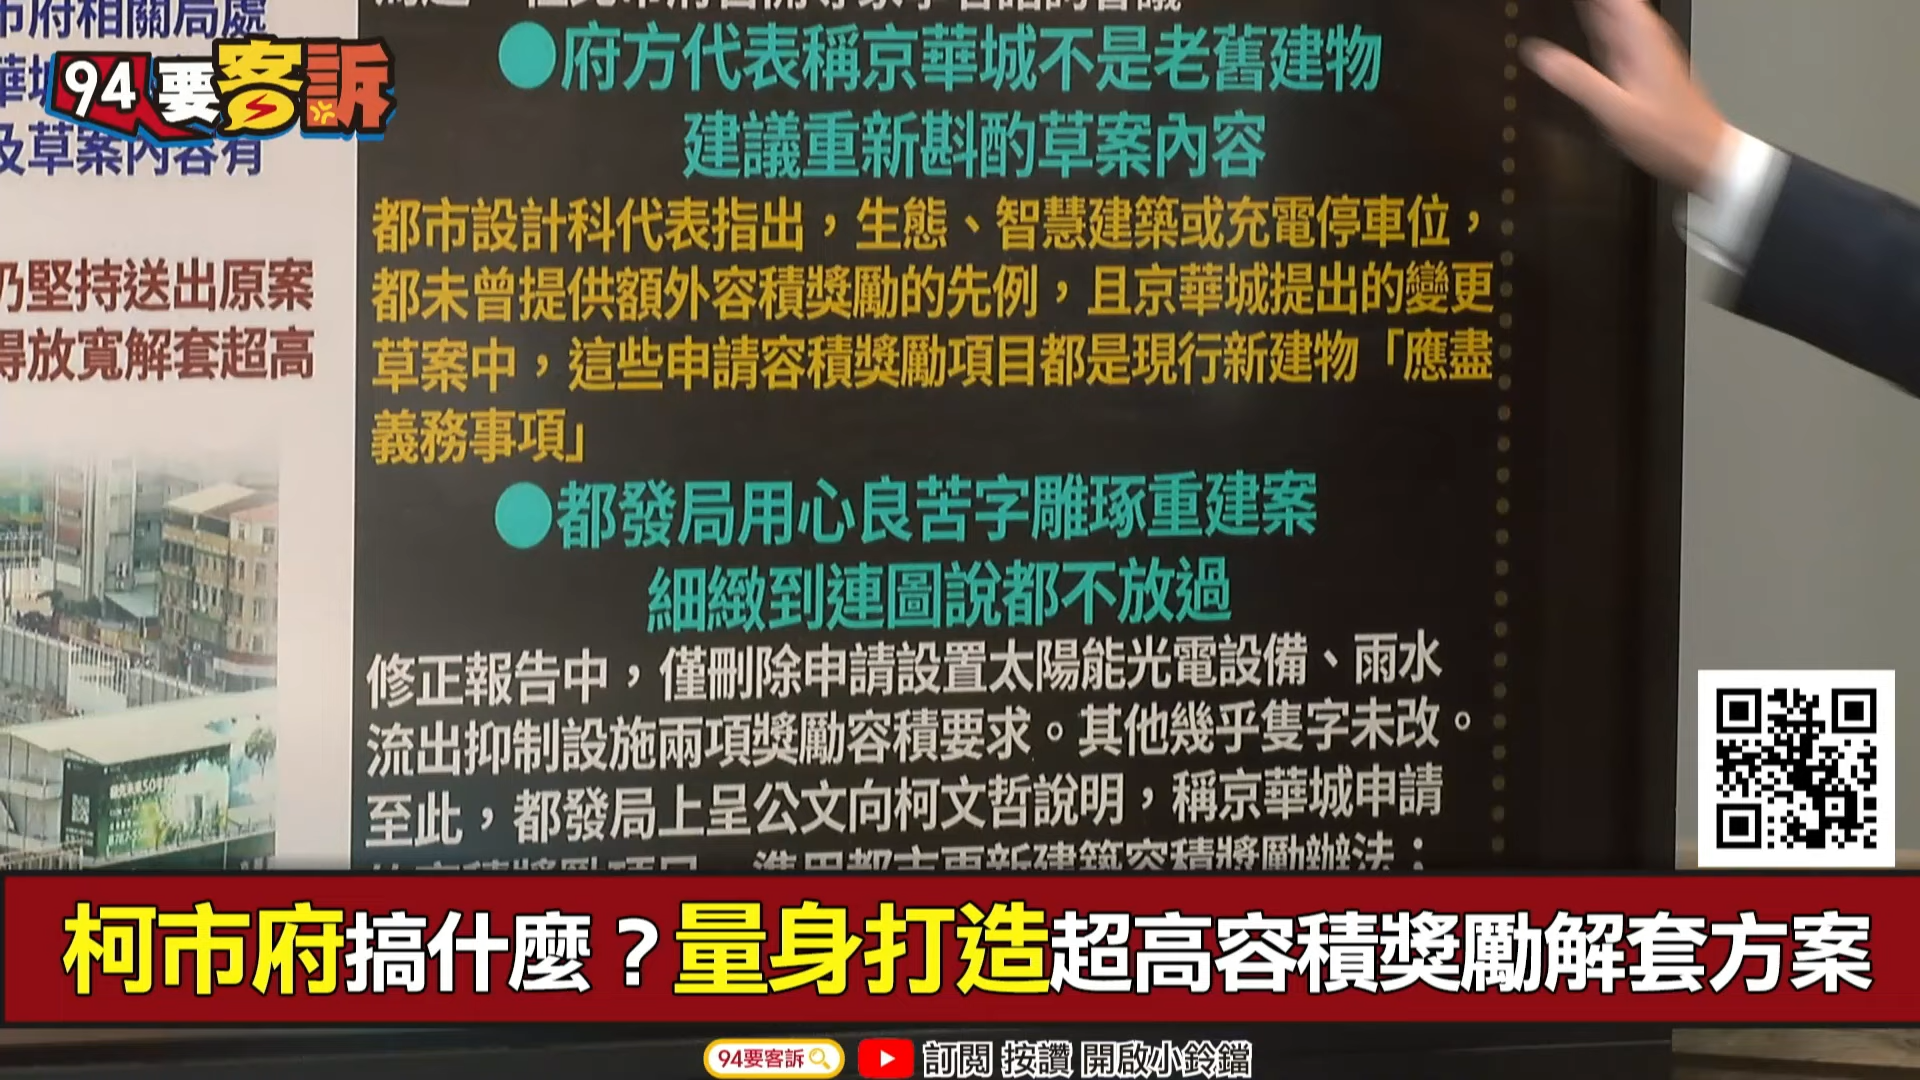 市府相關局處
94要客訴
及草案內容有
仍堅持送出原案
得放寬解套超高
●府方代表稱京華城不是老舊建物
建議重新斟酌草案內容
都市設計科代表指出，生態、智慧建築或充電停車位，
都未曾提供額外容積獎勵的先例，且京華城提出的變更
草案中，這些申請容積獎勵項目都是現行新建物「應盡
義務事項」
●都發局用心良苦字雕琢重建案
細緻到連圖說都不放過
修正報告中，僅刪除申請設置太陽能光電設備、雨水
流出抑制設施兩項獎勵容積要求。其他幾乎隻字未改。
至此，都發局上呈公文向柯文哲說明，稱京華城申請
柯市府搞什麼？量身打造超高容積獎勵解套方案
94要客訴
訂閱 按讚 開啟小鈴鐺